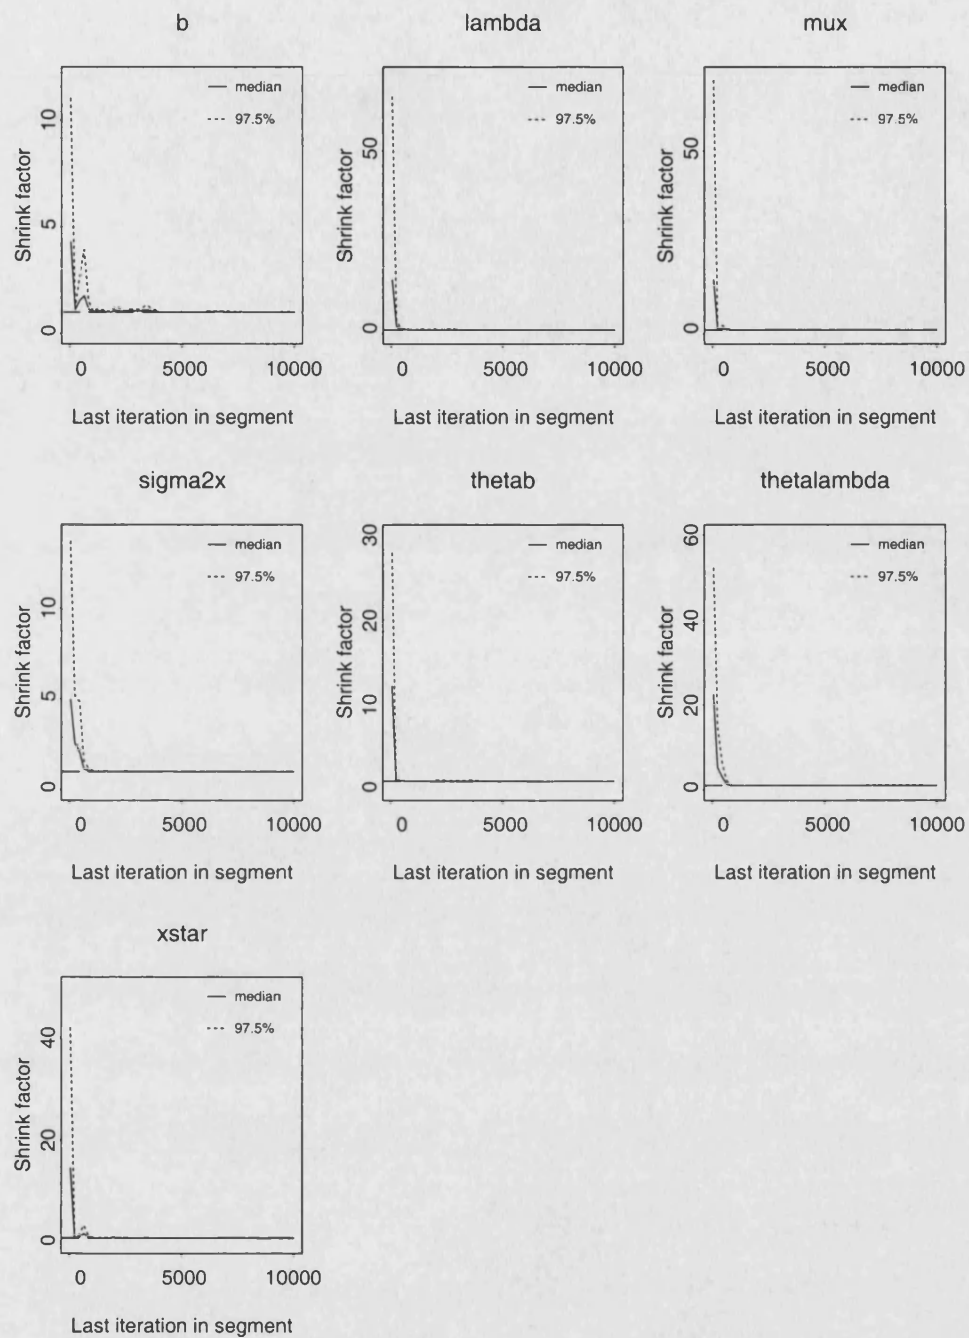 b
median
97.5%
Shrink factor
10
5
0
0 5000 10000
Last iteration in segment
lambda
median
97.5%
Shrink factor
50
0
0 5000 10000
Last iteration in segment
mux
median
97.5%
Shrink factor
50
0
0 5000 10000
Last iteration in segment
sigma2x
median
97.5%
Shrink factor
10
5
0
0 5000 10000
Last iteration in segment
thetab
median
97.5%
Shrink factor
30
20
10
0
0 5000 10000
Last iteration in segment
thetalambda
median
97.5%
Shrink factor
60
40
20
0
0 5000 10000
Last iteration in segment
xstar
median
97.5%
Shrink factor
40
20
0
0 5000 10000
Last iteration in segment